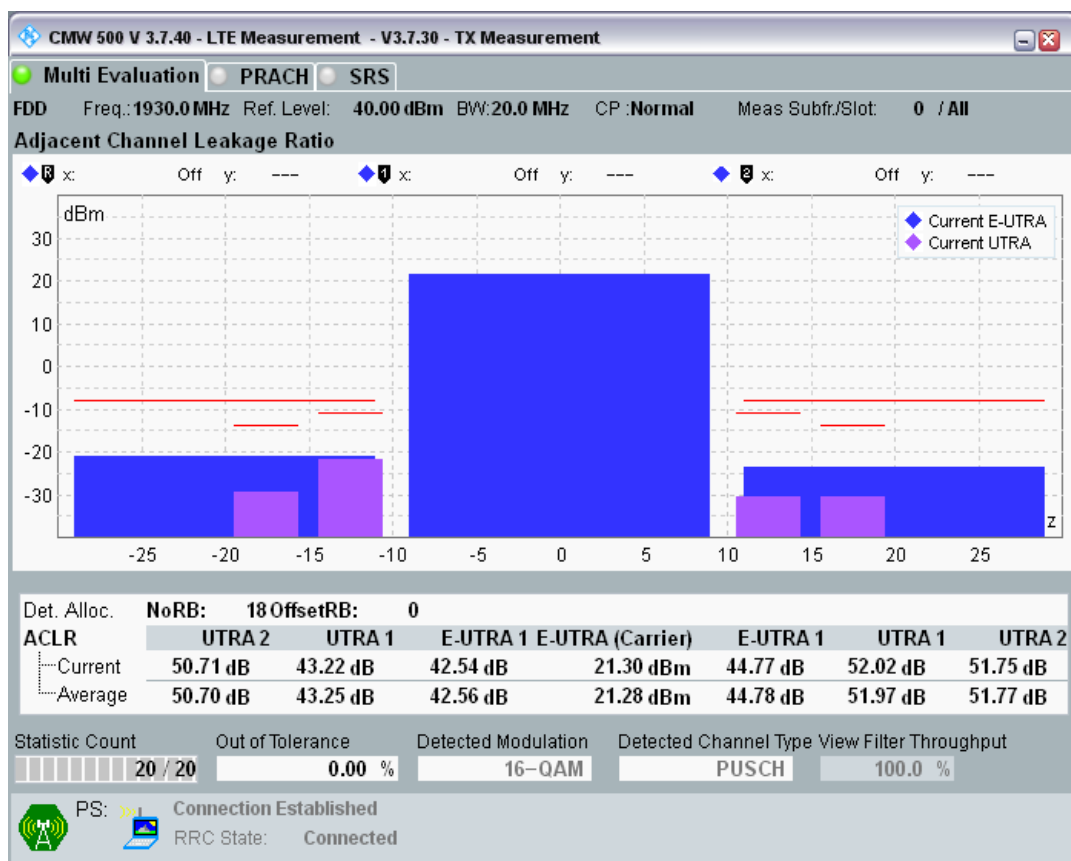 CMW 500 V 3.7.40 - LTE Measurement - V3.7.30 - TX Measurement
Multi Evaluation PRACH SRS
FDD Freq.: 1930.0 MHz Ref. Level: 40.00 dBm BW: 20.0 MHz CP : Normal Meas Subfr./Slot: 0 / All
Adjacent Channel Leakage Ratio
R x: Off y: --- 1 x: Off y: --- 2 x: Off y: ---
dBm
Current E-UTRA
Current UTRA
30
20
10
0
-10
-20
-30
z
-25 -20 -15 -10 -5 0 5 10 15 20 25
Det. Alloc. NoRB: 18 OffsetRB: 0
ACLR UTRA 2 UTRA 1 E-UTRA 1 E-UTRA (Carrier) E-UTRA 1 UTRA 1 UTRA 2
Current 50.71 dB 43.22 dB 42.54 dB 21.30 dBm 44.77 dB 52.02 dB 51.75 dB
Average 50.70 dB 43.25 dB 42.56 dB 21.28 dBm 44.78 dB 51.97 dB 51.77 dB
Statistic Count Out of Tolerance Detected Modulation Detected Channel Type View Filter Throughput
20 / 20 0.00 % 16-QAM PUSCH 100.0 %
PS: Connection Established
RRC State: Connected